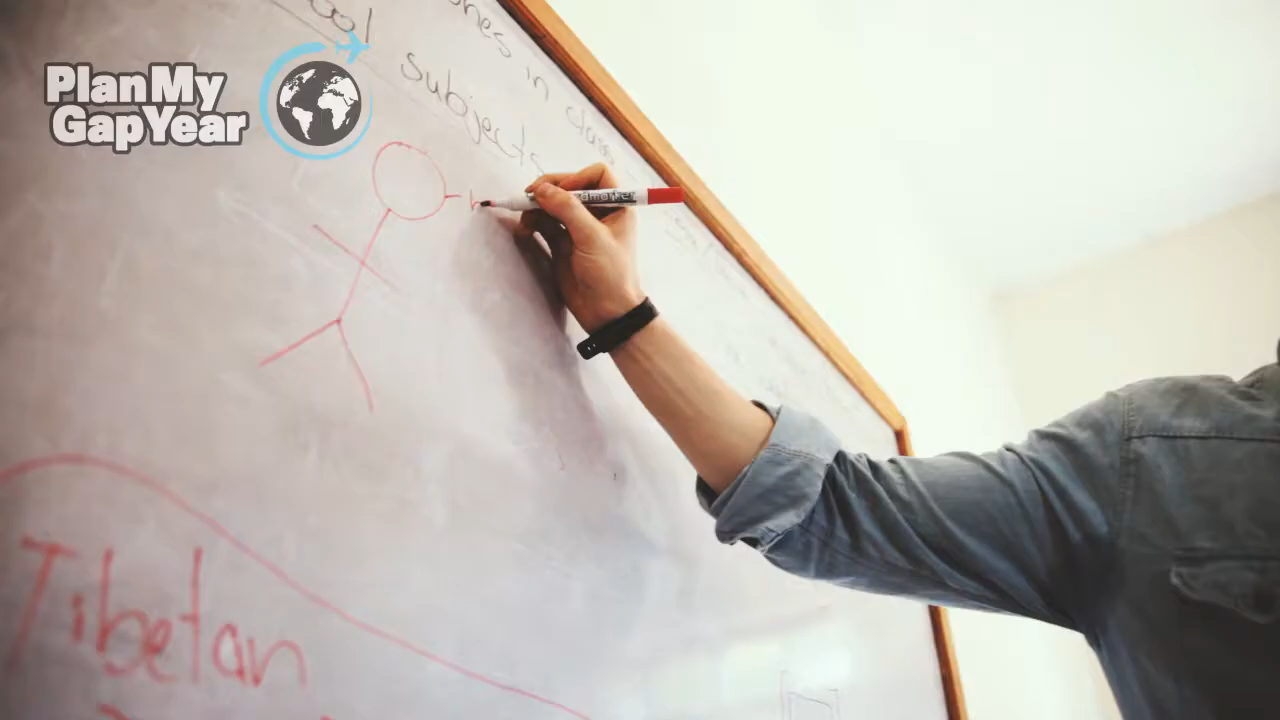 PlanMy
GapYear
ool
subjects
ones in class
Tibetan